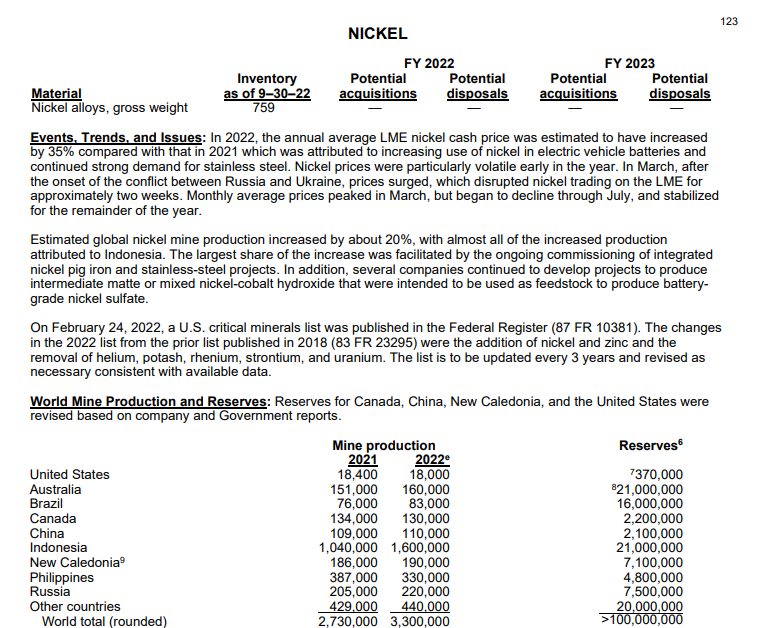 123
NICKEL
FY 2022 FY 2023
Inventory Potential Potential Potential Potential
Material as of 9–30–22 acquisitions disposals acquisitions disposals
Nickel alloys, gross weight 759 — — — —
Events, Trends, and Issues: In 2022, the annual average LME nickel cash price was estimated to have increased
by 35% compared with that in 2021 which was attributed to increasing use of nickel in electric vehicle batteries and
continued strong demand for stainless steel. Nickel prices were particularly volatile early in the year. In March, after
the onset of the conflict between Russia and Ukraine, prices surged, which disrupted nickel trading on the LME for
approximately two weeks. Monthly average prices peaked in March, but began to decline through July, and stabilized
for the remainder of the year.
Estimated global nickel mine production increased by about 20%, with almost all of the increased production
attributed to Indonesia. The largest share of the increase was facilitated by the ongoing commissioning of integrated
nickel pig iron and stainless-steel projects. In addition, several companies continued to develop projects to produce
intermediate matte or mixed nickel-cobalt hydroxide that were intended to be used as feedstock to produce battery-
grade nickel sulfate.
On February 24, 2022, a U.S. critical minerals list was published in the Federal Register (87 FR 10381). The changes
in the 2022 list from the prior list published in 2018 (83 FR 23295) were the addition of nickel and zinc and the
removal of helium, potash, rhenium, strontium, and uranium. The list is to be updated every 3 years and revised as
necessary consistent with available data.
World Mine Production and Reserves: Reserves for Canada, China, New Caledonia, and the United States were
revised based on company and Government reports.
Mine production Reserves⁶
2021 2022ᵉ
United States 18,400 18,000 ⁷370,000
Australia 151,000 160,000 ⁸21,000,000
Brazil 76,000 83,000 16,000,000
Canada 134,000 130,000 2,200,000
China 109,000 110,000 2,100,000
Indonesia 1,040,000 1,600,000 21,000,000
New Caledonia⁹ 186,000 190,000 7,100,000
Philippines 387,000 330,000 4,800,000
Russia 205,000 220,000 7,500,000
Other countries 429,000 440,000 20,000,000
World total (rounded) 2,730,000 3,300,000 >100,000,000